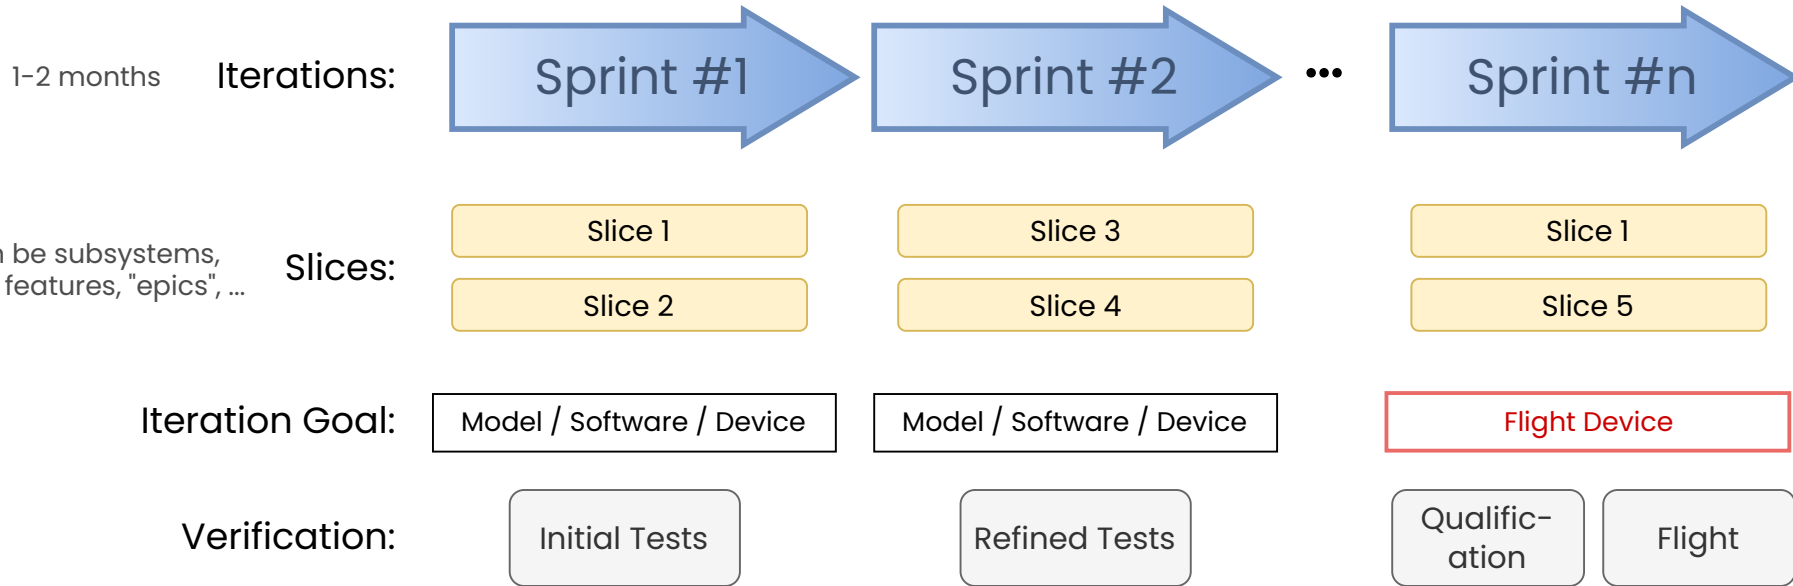 1-2 months
Iterations:
Sprint #1
Sprint #2
•••
Sprint #n
be subsystems,
features, "epics", ...
Slices:
Slice 1
Slice 3
Slice 1
Slice 2
Slice 4
Slice 5
Iteration Goal:
Model / Software / Device
Model / Software / Device
Flight Device
Verification:
Initial Tests
Refined Tests
Qualific-
ation
Flight